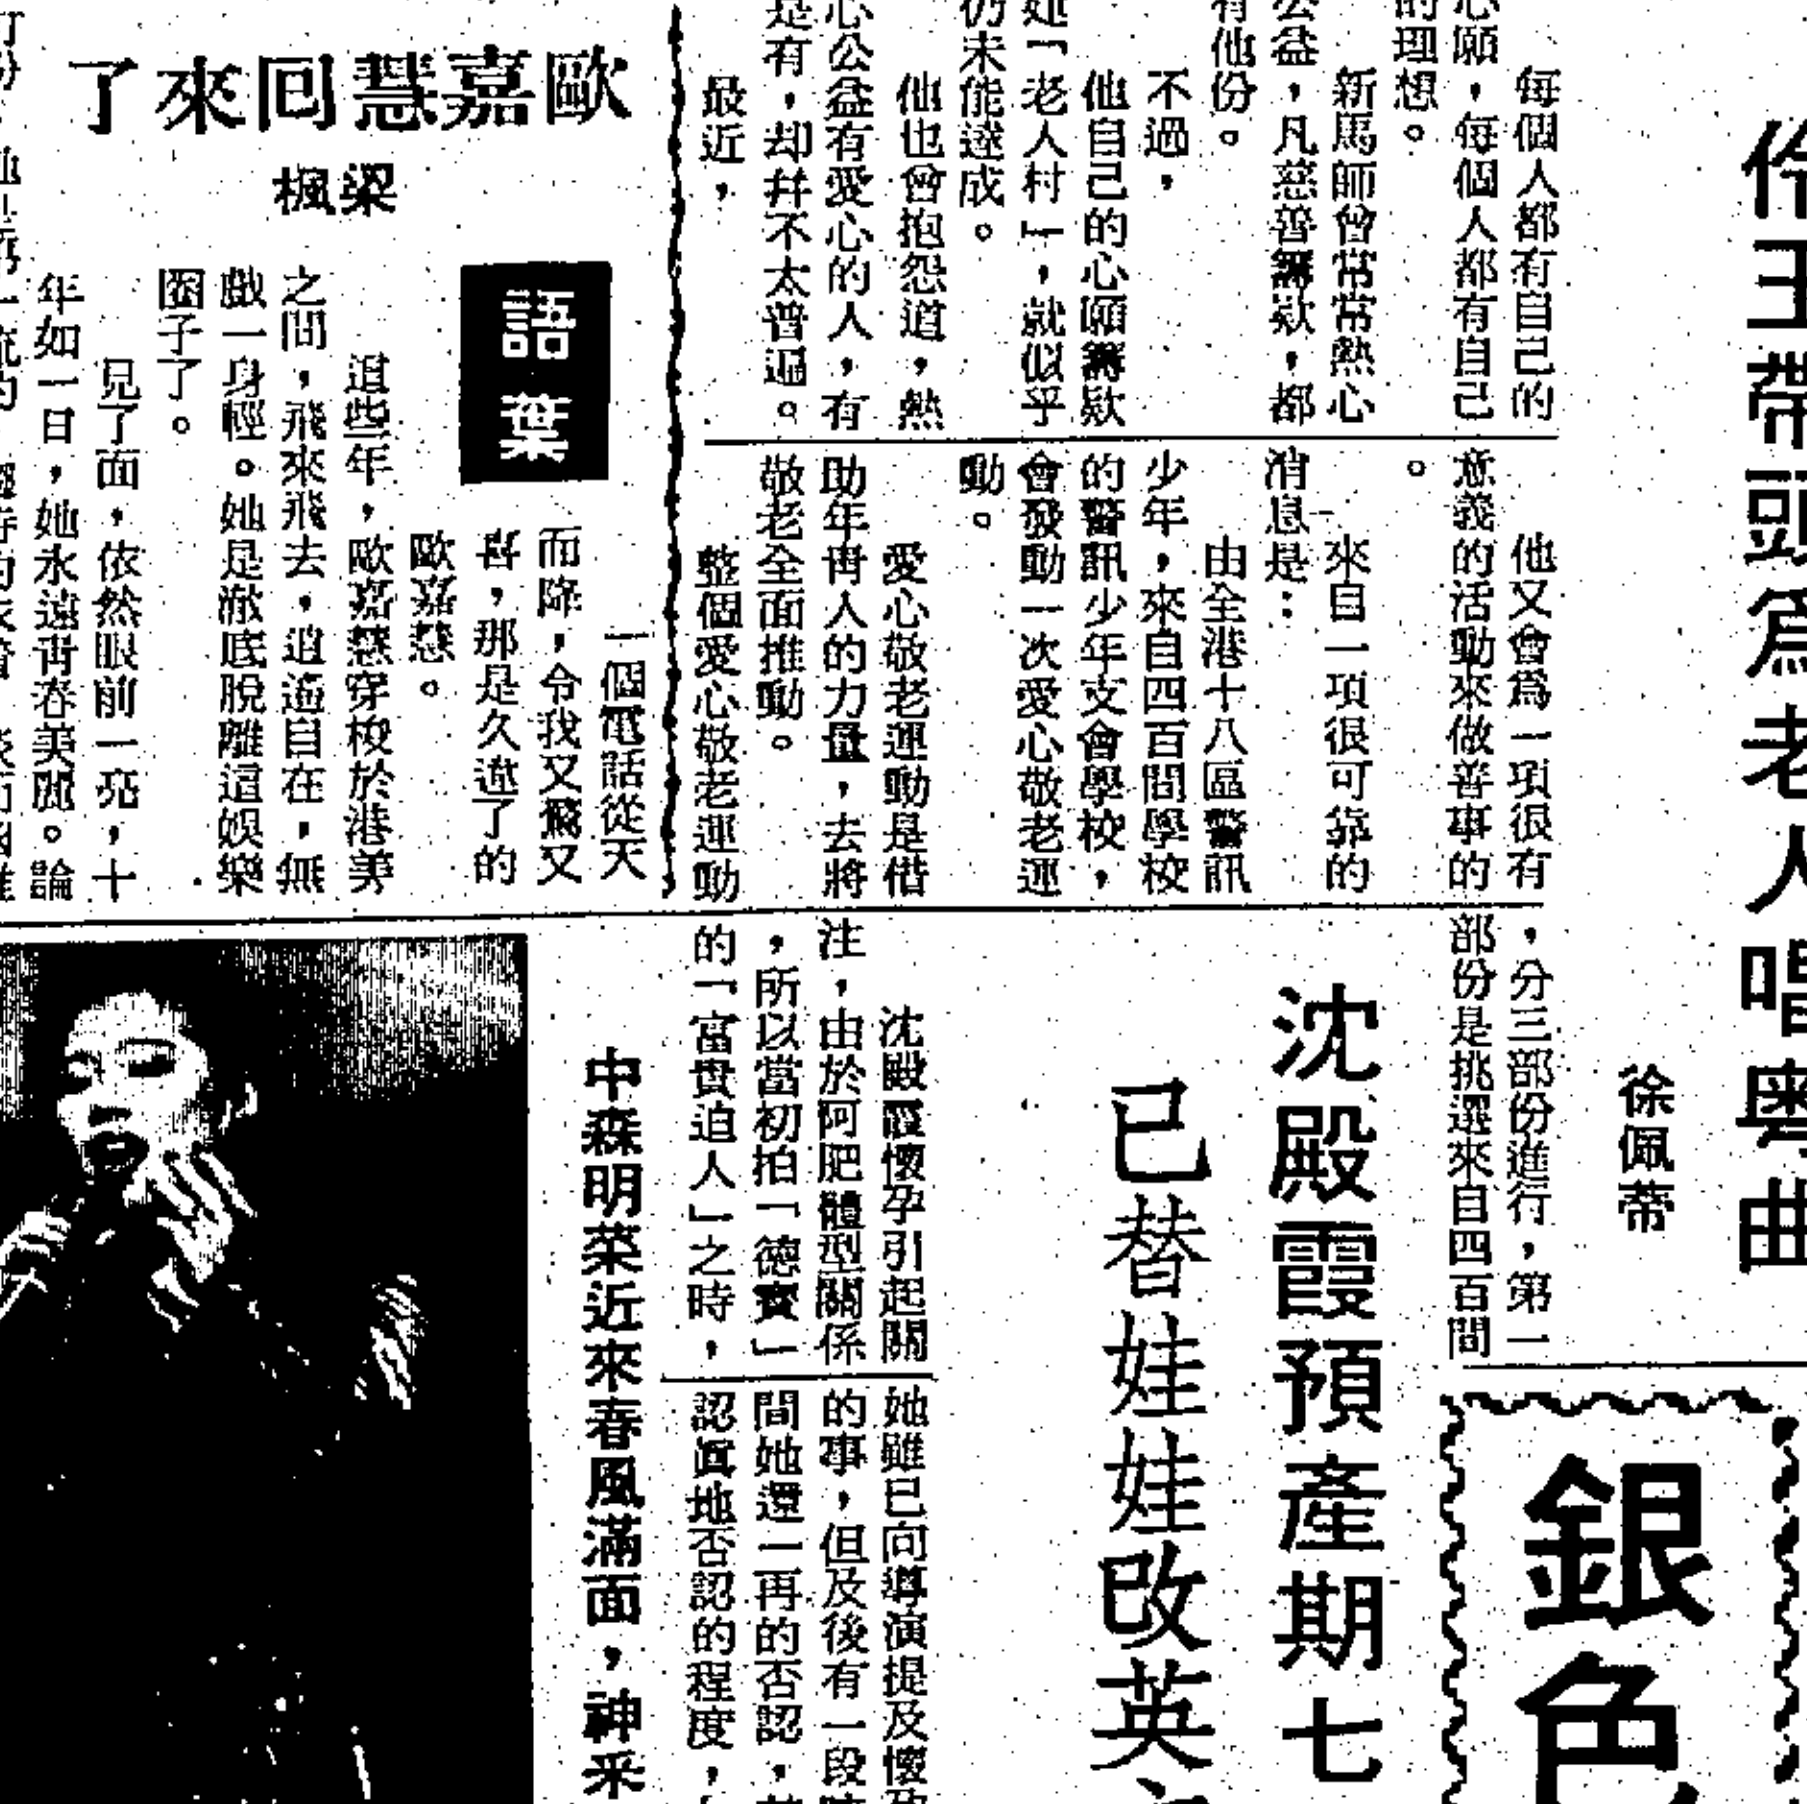 伶王帶頭爲老人唱粵曲
徐佩蒂
每個人都有自己的
心願，每個人都有自己
的理想。
新馬師曾常常熱心
公益，凡慈善籌款，都
有他份。
不過，
他自己的心願籌款
「老人村」，就似乎
仍未能達成。
他也曾抱怨道，熱
心公益有愛心的人，有
是有，却幷不太普遍。
最近，
他又會爲一項很有
意義的活動來做善事的
。
來自一項很可靠的
消息是：
由全港十八區警訊
少年，來自四百間學校
的警訊少年支會學校，
會發動一次愛心敬老運
動。
愛心敬老運動是借
助年靑人的力量，去將
敬老全面推動。
整個愛心敬老運動
，分三部份進行，第一
部份是挑選來自四百間
歐嘉慧回來了
梁楓
語葉
一個電話從天
而降，令我又驚又
喜，那是久違了的
歐嘉慧。
這些年，歐嘉慧穿梭於港美
之間，飛來飛去，逍遙自在，無
戲一身輕。她是澈底脫離這娛樂
圈子了。
見了面，依然眼前一亮，十
年如一日，她永遠靑春美麗。論
銀色
沈殿霞預產期七
已替娃娃改英
沈殿霞懷孕引起關
注，由於阿肥體型關係
，所以當初拍「德寶」
的「富貴迫人」之時，
她雖已向導演提及懷孕
的事，但及後有一段時
間她還一再的否認，
認眞地否認的程度，
中森明菜近來春風滿面，神采